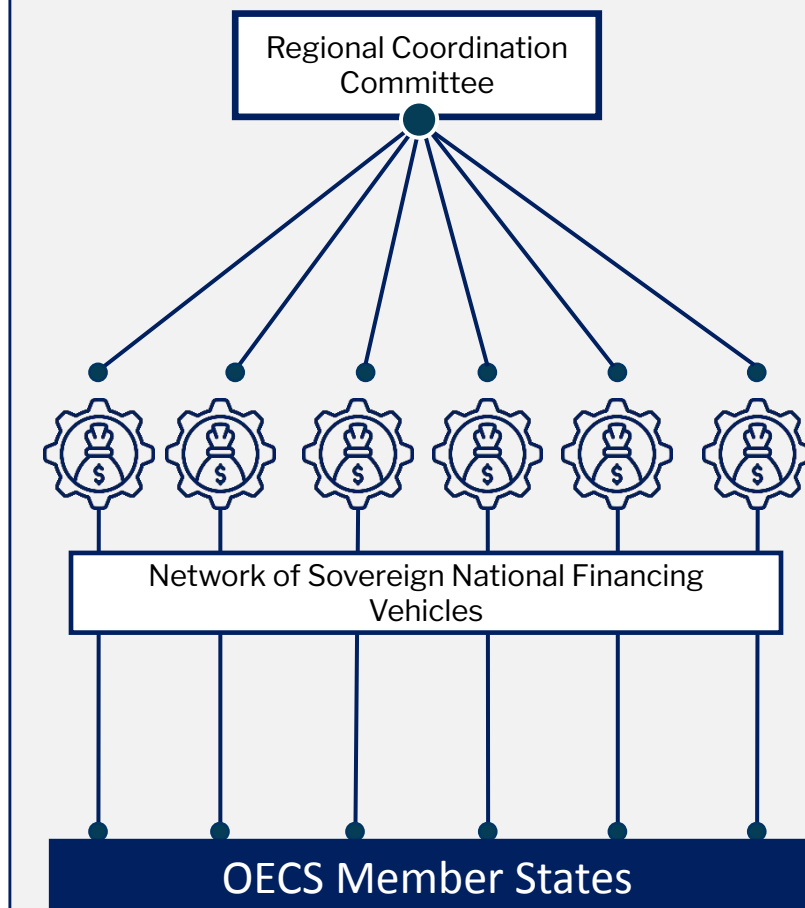 Regional Coordination
Committee
$ $ $ $ $ $
Network of Sovereign National Financing
Vehicles
OECS Member States